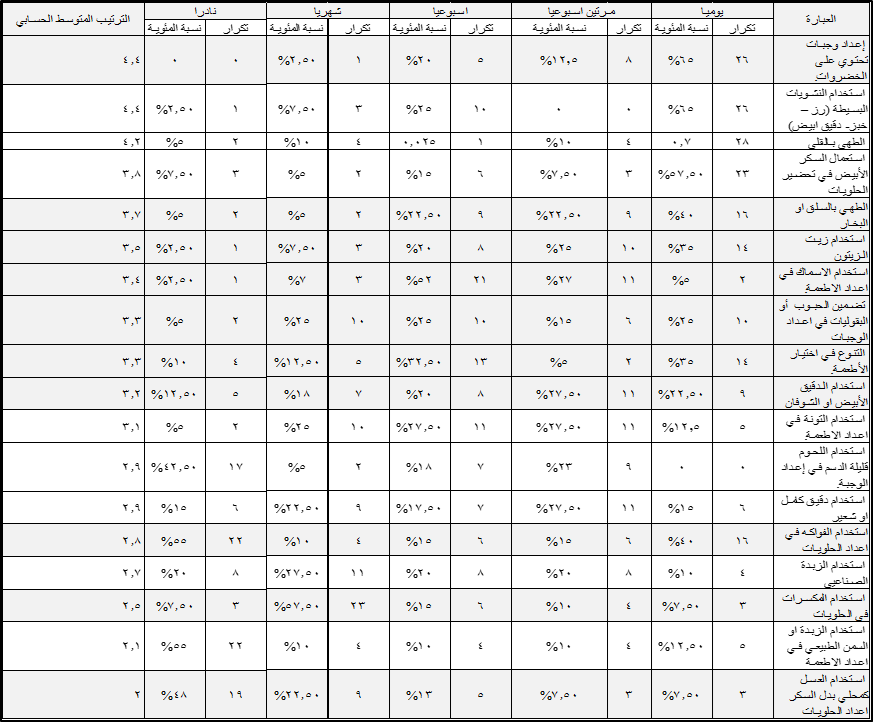 العبارة | يوميا | مرتين اسبوعيا | اسبوعيا | شهريا | نادرا | الترتيب المتوسط الحسابي
تكرار | نسبة المئوية | تكرار | نسبة المئوية | تكرار | نسبة المئوية | تكرار | نسبة المئوية | تكرار | نسبة المئوية
إعداد وجبات تحتوي على الخضروات. | ٢٦ | ٦٥% | ٨ | ١٢,٥% | ٥ | ٢٠% | ١ | ٢,٥٠% | ٠ | ٠ | ٤,٤
استخدام النشويات البسيطة (رز – خبز- دقيق ابيض) | ٢٦ | ٦٥% | ٠ | ٠ | ١٠ | ٢٥% | ٣ | ٧,٥٠% | ١ | ٢,٥٠% | ٤,٤
الطهي بالقلي | ٢٨ | ٠,٧ | ٤ | ١٠% | ١ | ٠,٠٢٥ | ٤ | ١٠% | ٢ | ٥% | ٤,٢
استعمال السكر الأبيض في تحضير الحلويات | ٢٣ | ٥٧,٥٠% | ٣ | ٧,٥٠% | ٦ | ١٥% | ٢ | ٥% | ٣ | ٧,٥٠% | ٣,٨
الطهي بالسلق او البخار | ١٦ | ٤٠% | ٩ | ٢٢,٥٠% | ٩ | ٢٢,٥٠% | ٢ | ٥% | ٢ | ٥% | ٣,٧
استخدام زيت الزيتون | ١٤ | ٣٥% | ١٠ | ٢٥% | ٨ | ٢٠% | ٣ | ٧,٥٠% | ١ | ٢,٥٠% | ٣,٥
استخدام الاسماك في اعداد الاطعمة. | ٢ | ٥% | ١١ | ٢٧% | ٢١ | ٥٢% | ٣ | ٧% | ١ | ٢,٥٠% | ٣,٤
تضمين الحبوب أو البقوليات في اعداد الوجبات | ١٠ | ٢٥% | ٦ | ١٥% | ١٠ | ٢٥% | ١٠ | ٢٥% | ٢ | ٥% | ٣,٣
التنوع في اختيار الأطعمة. | ١٤ | ٣٥% | ٢ | ٥% | ١٣ | ٣٢,٥٠% | ٥ | ١٢,٥٠% | ٤ | ١٠% | ٣,٣
استخدام الدقيق الأبيض او الشوفان | ٩ | ٢٢,٥٠% | ١١ | ٢٧,٥٠% | ٨ | ٢٠% | ٧ | ١٨% | ٥ | ١٢,٥٠% | ٣,٢
استخدام التونة في اعداد الاطعمة. | ٥ | ١٢,٥% | ١١ | ٢٧,٥٠% | ١١ | ٢٧,٥٠% | ١٠ | ٢٥% | ٢ | ٥% | ٣,١
استخدام اللحوم قليلة الدسم في إعداد الوجبة. | ٠ | ٠ | ٩ | ٢٣% | ٧ | ١٨% | ٢ | ٥% | ١٧ | ٤٢,٥٠% | ٢,٩
استخدام دقيق كامل او شعير | ٦ | ١٥% | ١١ | ٢٧,٥٠% | ٧ | ١٧,٥٠% | ٩ | ٢٢,٥٠% | ٦ | ١٥% | ٢,٩
استخدام الفواكه في اعداد الحلويات | ١٦ | ٤٠% | ٦ | ١٥% | ٦ | ١٥% | ٤ | ١٠% | ٢٢ | ٥٥% | ٢,٨
استخدام الزبدة الصناعيي | ٤ | ١٠% | ٨ | ٢٠% | ٨ | ٢٠% | ١١ | ٢٧,٥٠% | ٨ | ٢٠% | ٢,٧
استخدام المكسرات في الحلويات | ٣ | ٧,٥٠% | ٤ | ١٠% | ٦ | ١٥% | ٢٣ | ٥٧,٥٠% | ٣ | ٧,٥٠% | ٢,٥
استخدام الزبدة او السمن الطبيعي في اعداد الاطعمة | ٥ | ١٢,٥٠% | ٤ | ١٠% | ٤ | ١٠% | ٤ | ١٠% | ٢٢ | ٥٥% | ٢,١
استخدام العسل كمحلي بدل السكر اعداد الحلويات | ٣ | ٧,٥٠% | ٣ | ٧,٥٠% | ٥ | ١٣% | ٩ | ٢٢,٥٠% | ١٩ | ٤٨% | ٢